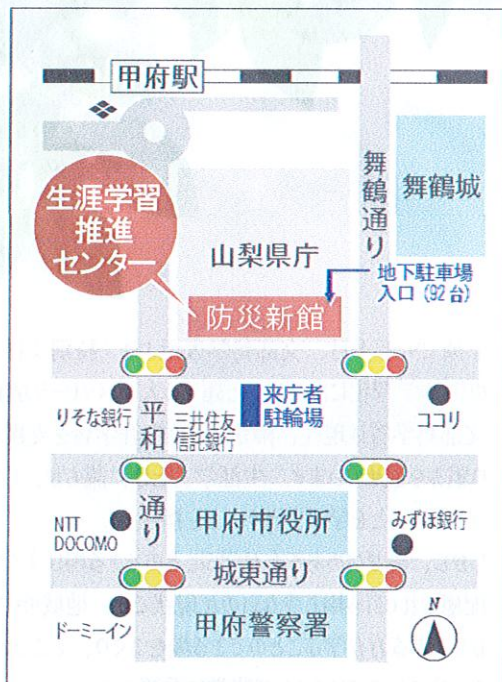 甲府駅
舞鶴通り
舞鶴城
生涯学習
推進
センター
山梨県庁
地下駐車場
入口（92台）
防災新館
りそな銀行
平和
三井住友
信託銀行
来庁者
駐輪場
ココリ
NTT
DOCOMO
通り
甲府市役所
みずほ銀行
城東通り
ドーミーイン
甲府警察署
N